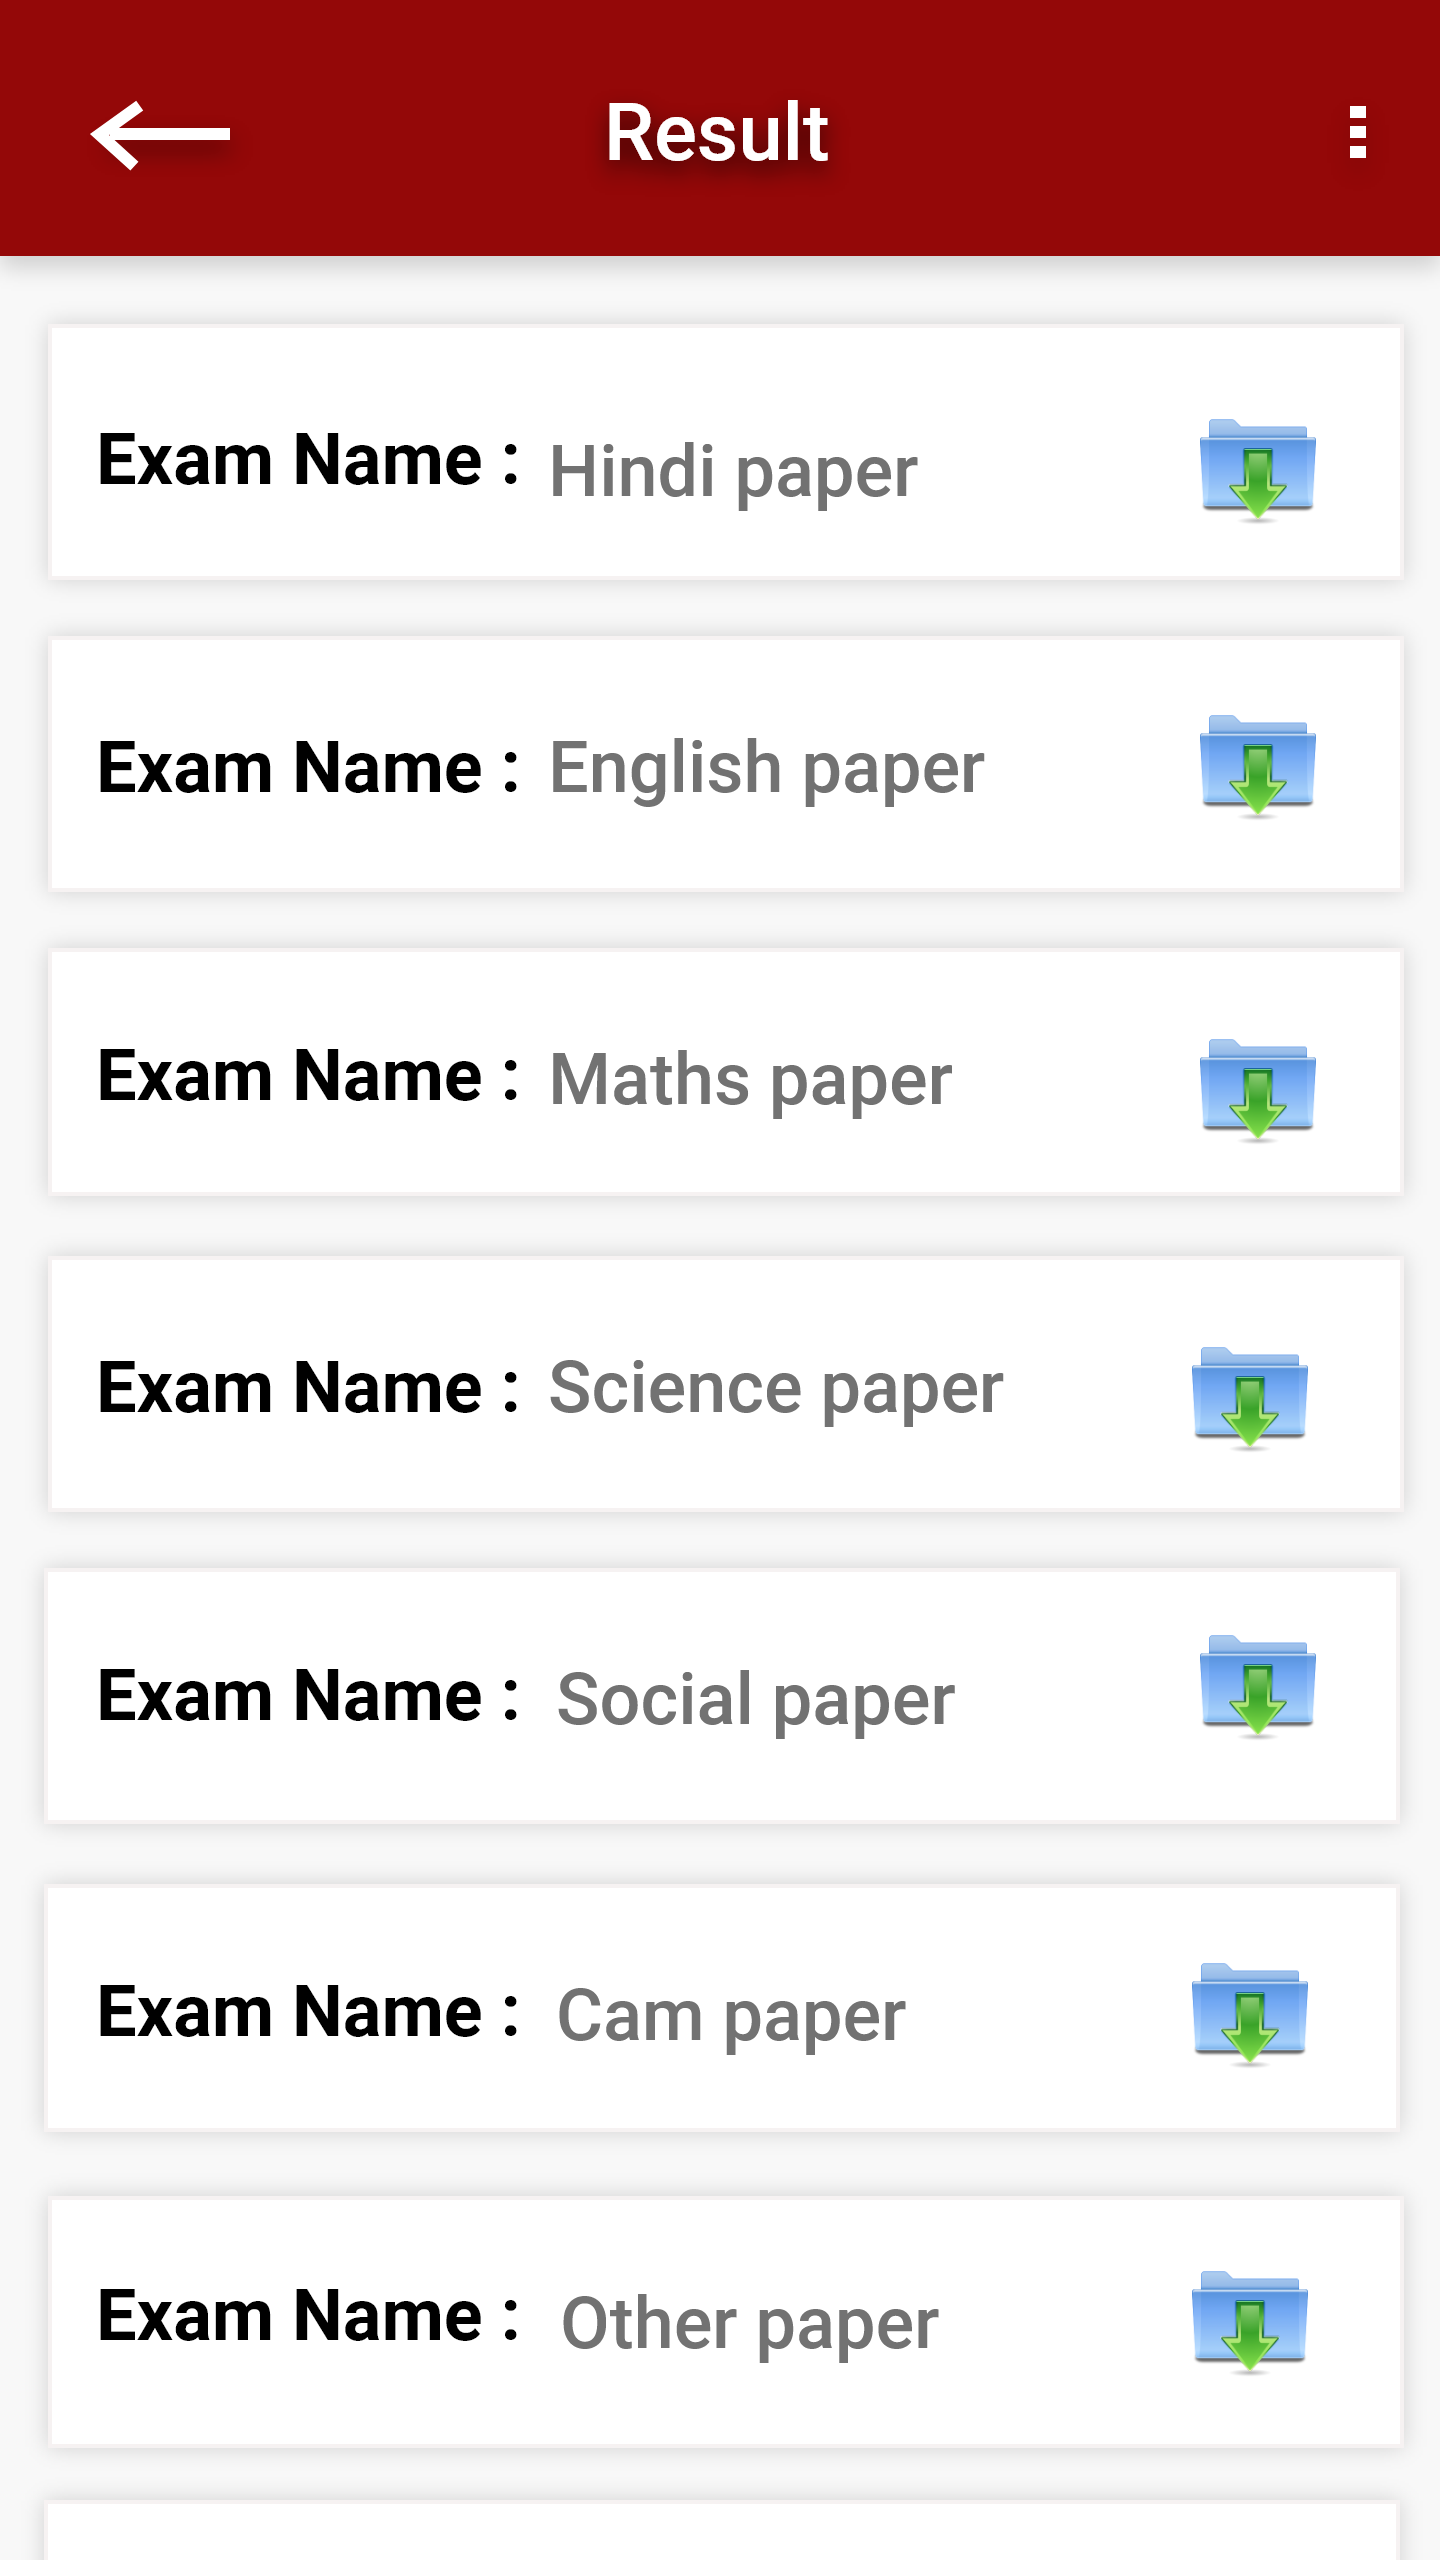 Result
Exam Name : Hindi paper
Exam Name : English paper
Exam Name : Maths paper
Exam Name : Science paper
Exam Name : Social paper
Exam Name : Cam paper
Exam Name : Other paper